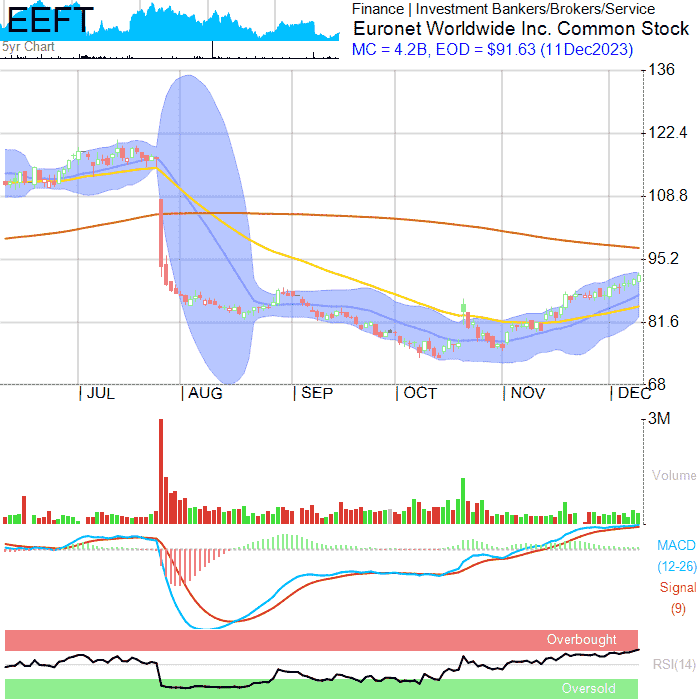 EEFT
5yr Chart
Finance | Investment Bankers/Brokers/Service
Euronet Worldwide Inc. Common Stock
MC = 4.2B, EOD = $91.63 (11Dec2023)
136
122.4
108.8
95.2
81.6
68
JUL AUG SEP OCT NOV DEC
3M
Volume
MACD
(12-26)
Signal
(9)
Overbought
RSI(14)
Oversold